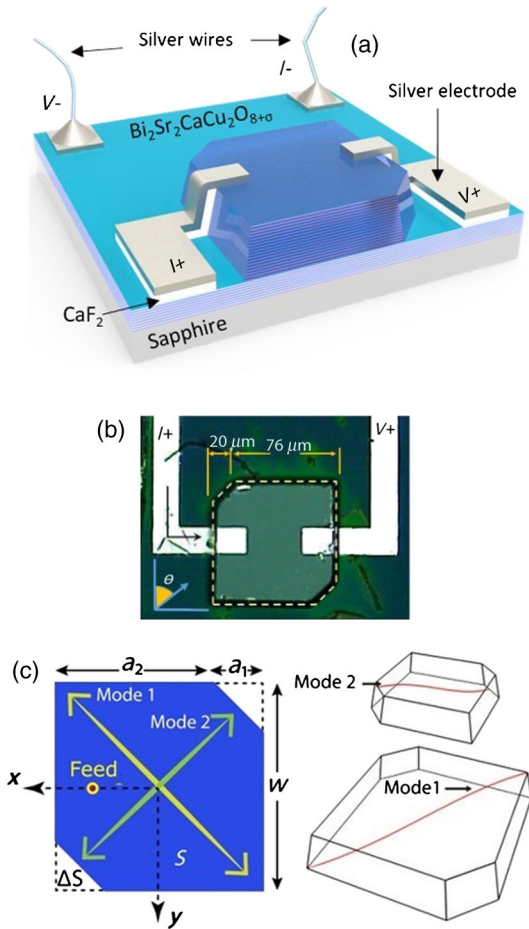 Silver wires
(a)
I-
V-
Silver electrode
Bi2Sr2CaCu2O8+σ
V+
I+
CaF2
Sapphire
(b)
I+
20 μm
76 μm
V+
θ
(c)
a2
a1
Mode 1
Mode 2
Feed
x
w
S
ΔS
y
Mode 2
Mode1